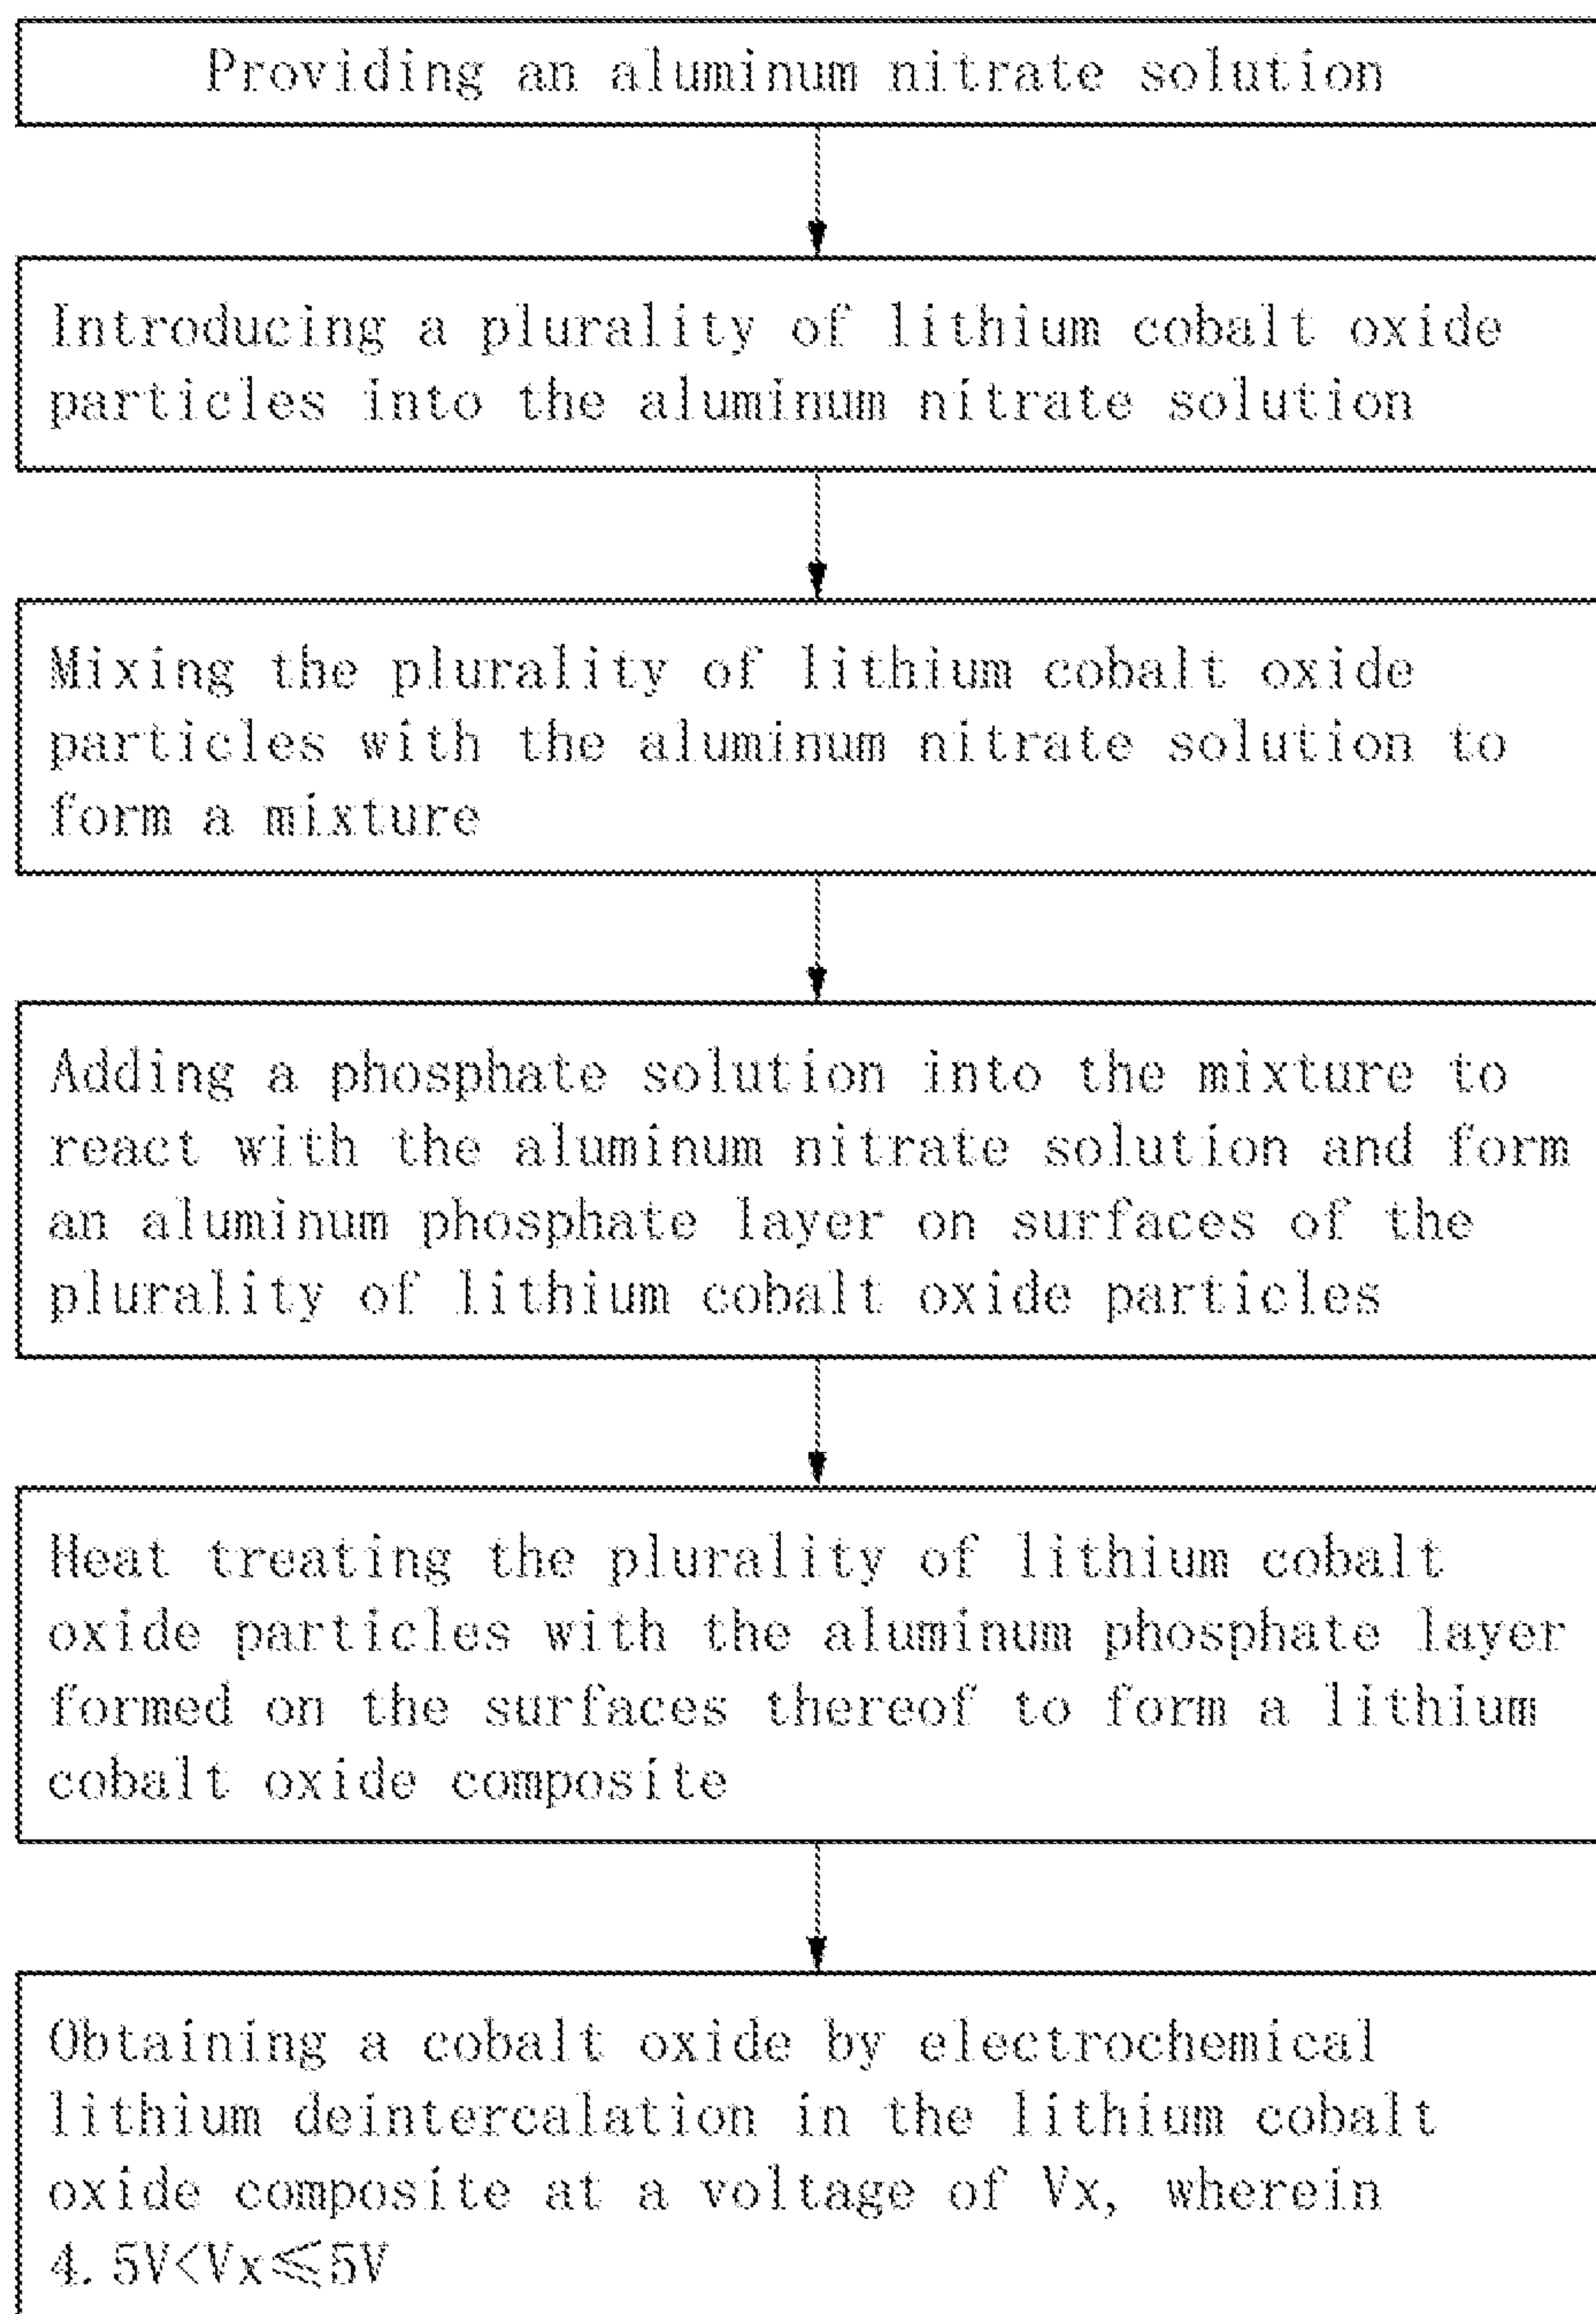 Providing an aluminum nitrate solution
Introducing a plurality of lithium cobalt oxide
particles into the aluminum nitrate solution
Mixing the plurality of lithium cobalt oxide
particles with the aluminum nitrate solution to
form a mixture
Adding a phosphate solution into the mixture to
react with the aluminum nitrate solution and form
an aluminum phosphate layer on surfaces of the
plurality of lithium cobalt oxide particles
Heat treating the plurality of lithium cobalt
oxide particles with the aluminum phosphate layer
formed on the surfaces thereof to form a lithium
cobalt oxide composite
Obtaining a cobalt oxide by electrochemical
lithium deintercalation in the lithium cobalt
oxide composite at a voltage of Vx, wherein
4.5V<Vx≦5V